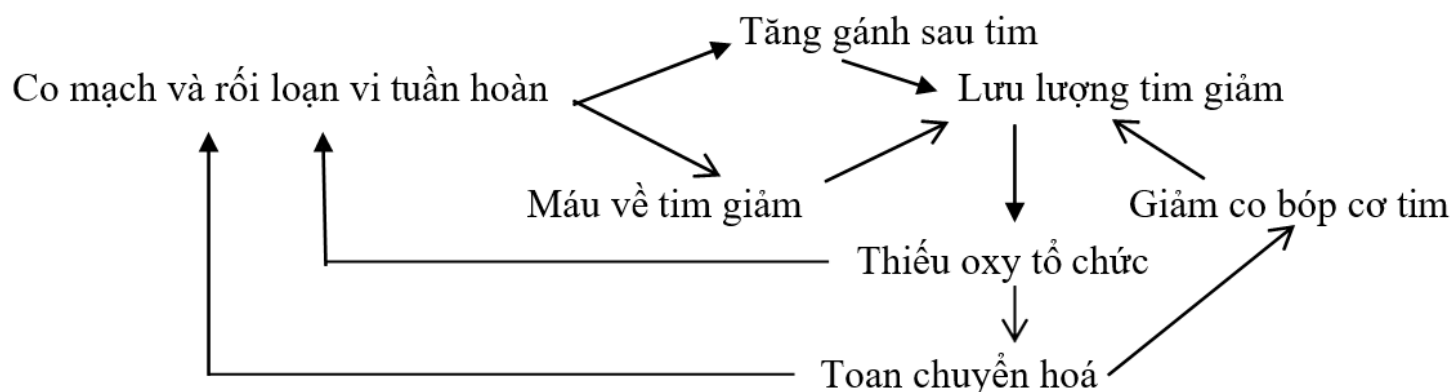 Tăng gánh sau tim
Co mạch và rối loạn vi tuần hoàn
Lưu lượng tim giảm
Máu về tim giảm
Giảm co bóp cơ tim
Thiếu oxy tổ chức
Toan chuyển hoá